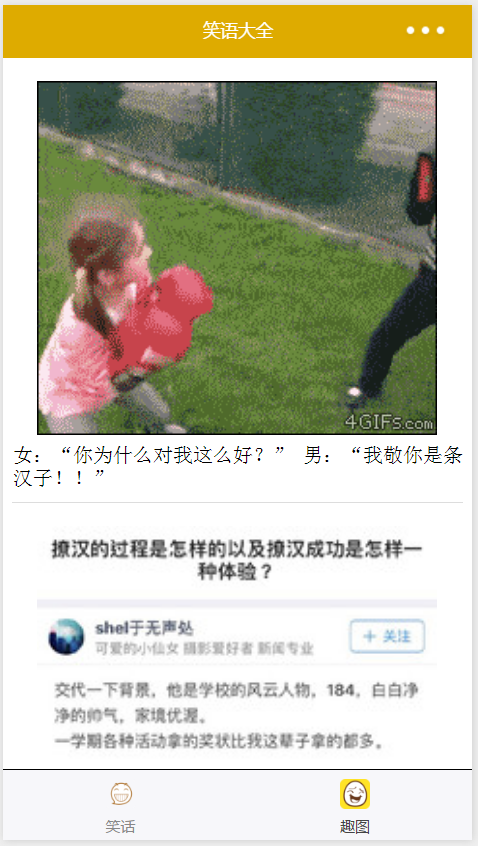 笑语大全
4GIFs.com
女：“你为什么对我这么好？” 男：“我敬你是条
汉子！！”
撩汉的过程是怎样的以及撩汉成功是怎样一
种体验？
shel于无声处
可爱的小仙女 摄影爱好者 新闻专业
+ 关注
交代一下背景，他是学校的风云人物，184，白白净
净的帅气，家境优渥。
一学期各种活动拿的奖状比我这辈子拿的都多。
笑话
趣图